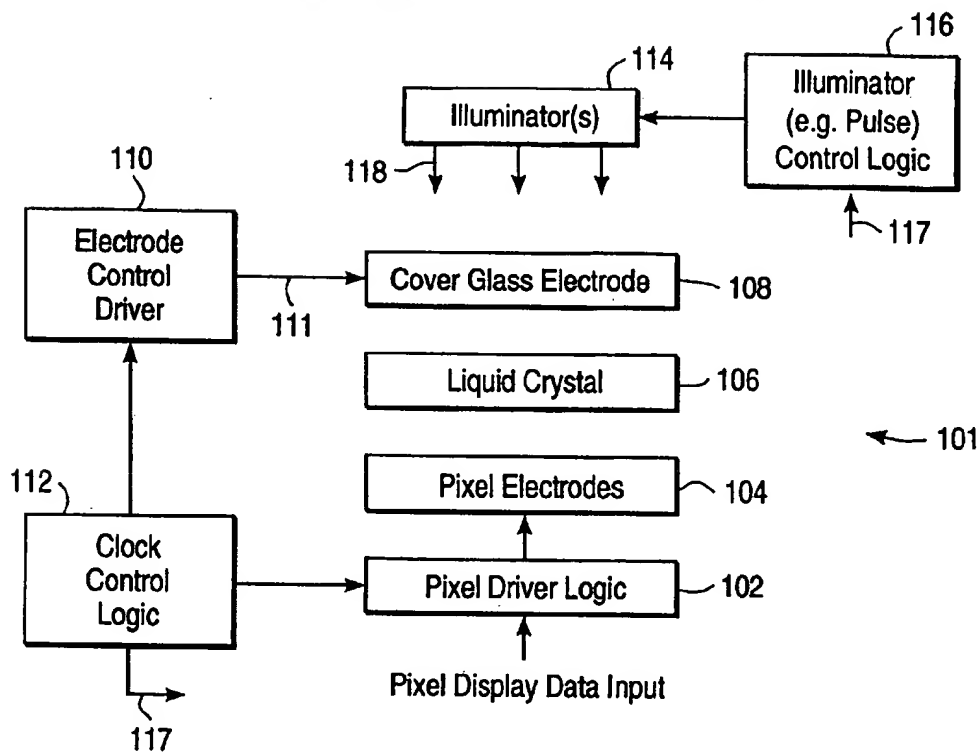 116
114
Illuminator(s)
Illuminator
(e.g. Pulse)
Control Logic
118
117
110
Electrode
Control
Driver
111
Cover Glass Electrode
108
Liquid Crystal
106
101
Pixel Electrodes
104
112
Clock
Control
Logic
Pixel Driver Logic
102
Pixel Display Data Input
117